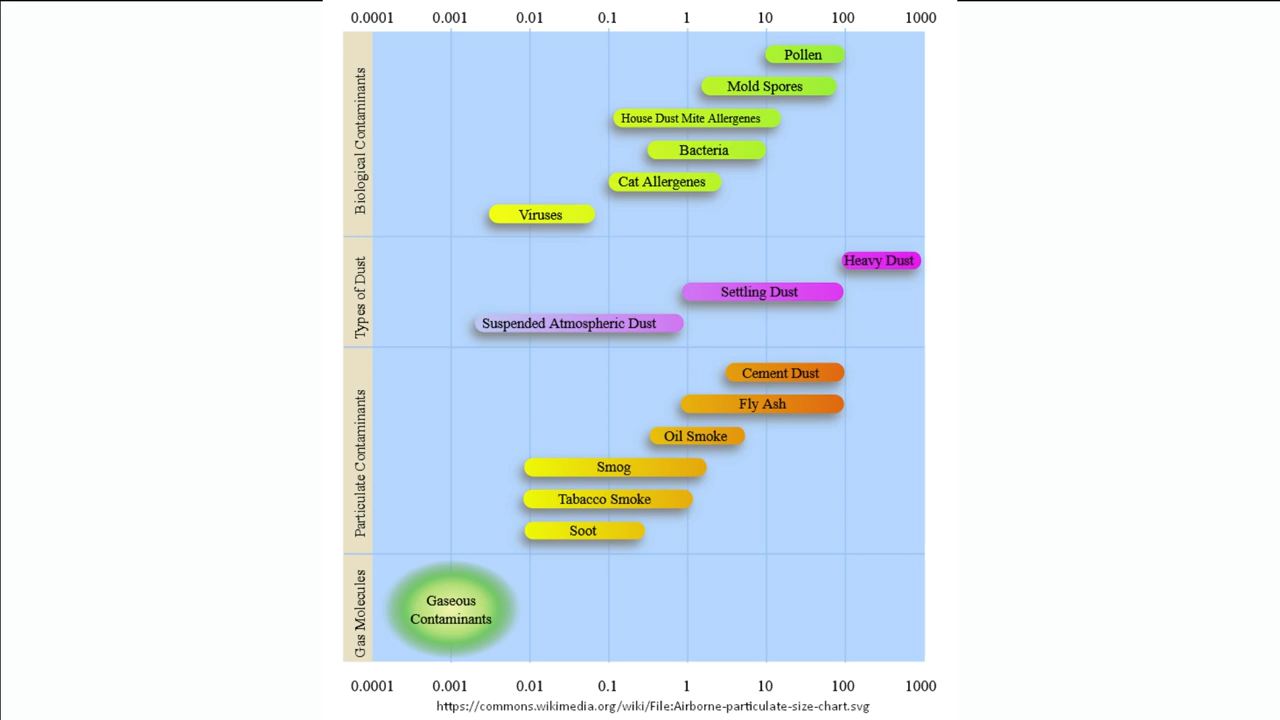 0.0001 0.001 0.01 0.1 1 10 100 1000
Biological Contaminants
Pollen
Mold Spores
House Dust Mite Allergenes
Bacteria
Cat Allergenes
Viruses
Types of Dust
Heavy Dust
Settling Dust
Suspended Atmospheric Dust
Particulate Contaminants
Cement Dust
Fly Ash
Oil Smoke
Smog
Tabacco Smoke
Soot
Gas Molecules
Gaseous
Contaminants
0.0001 0.001 0.01 0.1 1 10 100 1000
https://commons.wikimedia.org/wiki/File:Airborne-particulate-size-chart.svg